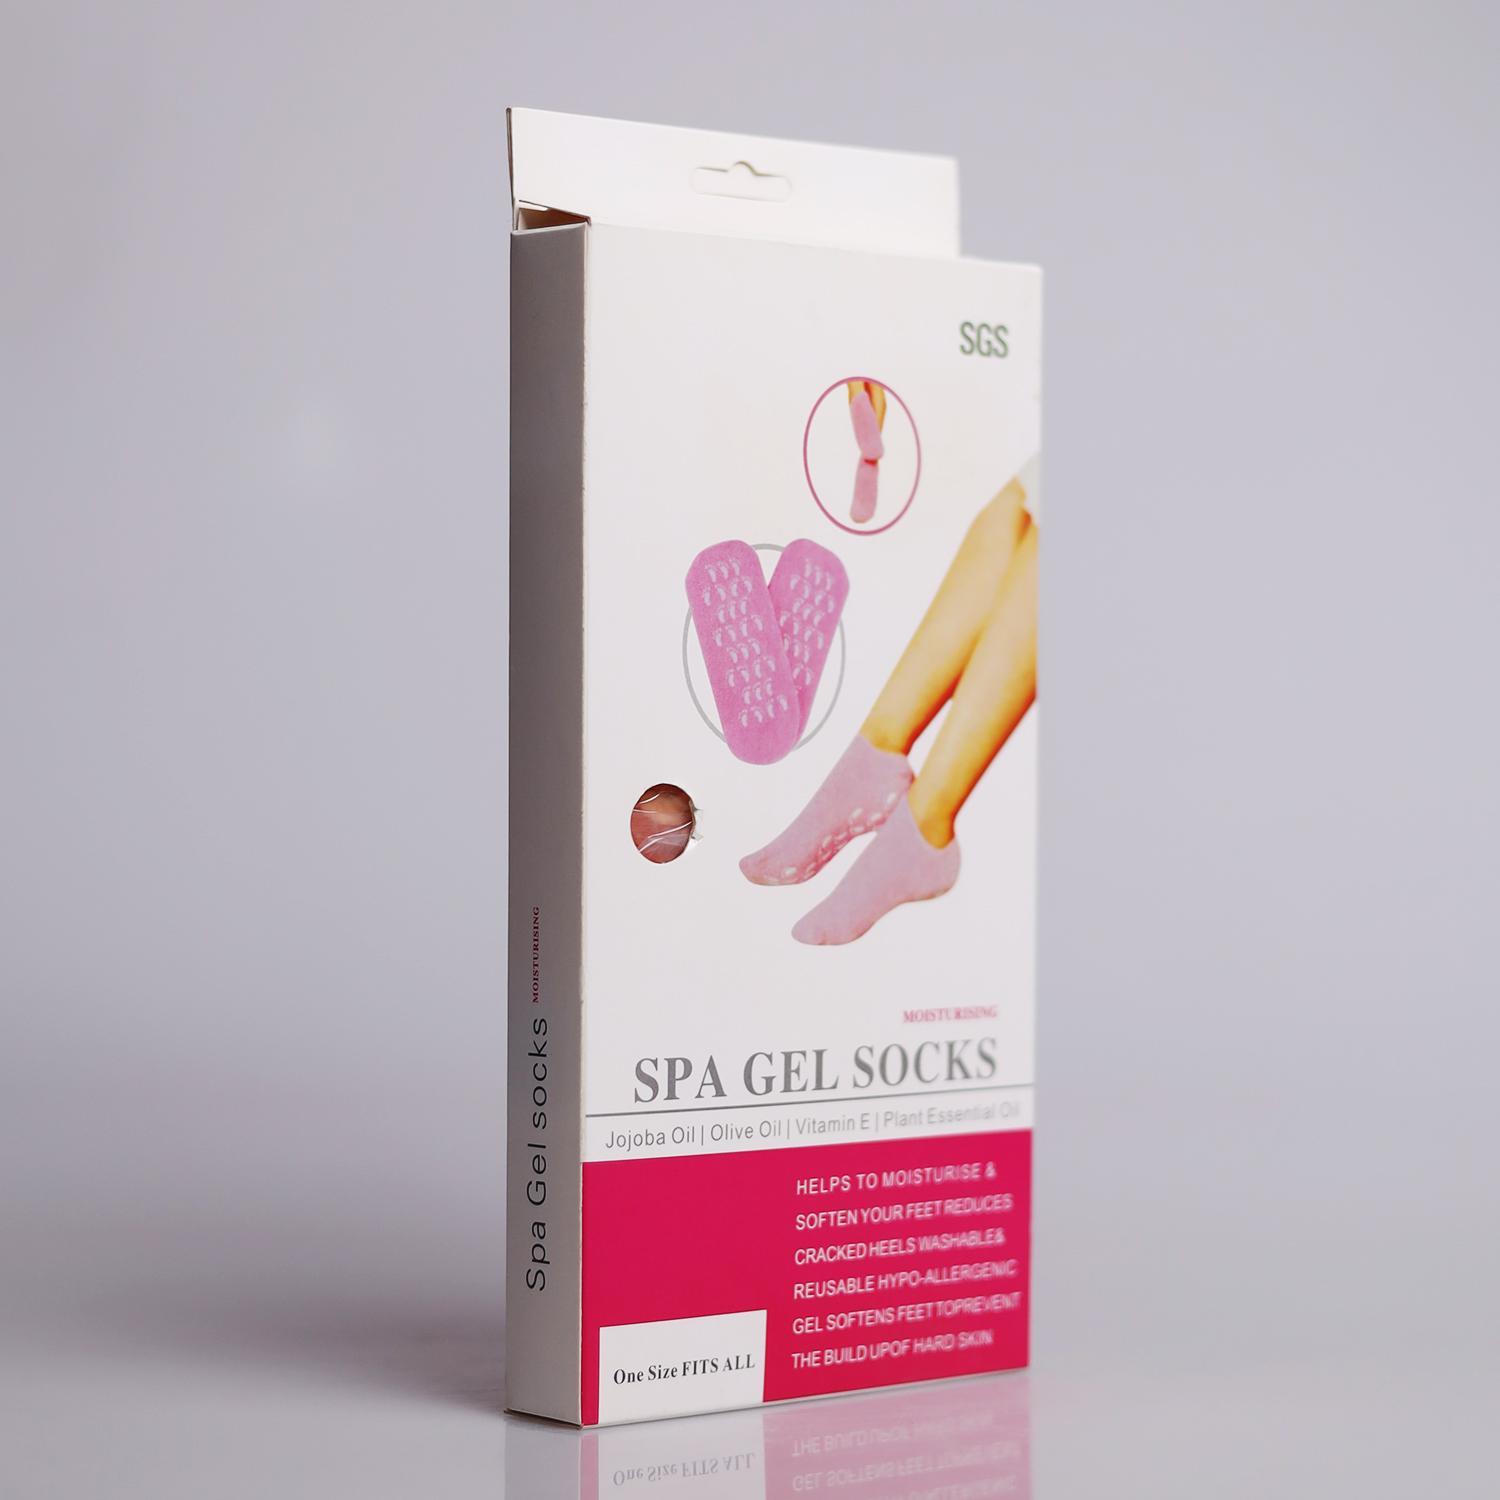 SGS
MOISTURISING
SPA GEL SOCKS
Jojoba Oil | Olive Oil | Vitamin E | Plant Essential Oil
HELPS TO MOISTURISE &
SOFTEN YOUR FEET REDUCES
CRACKED HEELS WASHABLE&
REUSABLE HYPO-ALLERGENIC
GEL SOFTENS FEET TOPREVENT
THE BUILD UPOF HARD SKIN
One Size FITS ALL
Spa Gel socks MOISTURISING